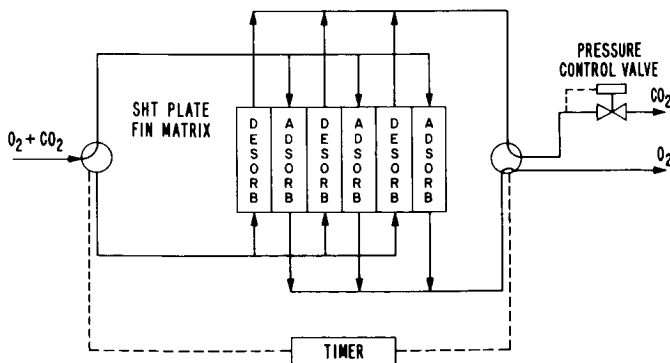 PRESSURE
CONTROL VALVE
CO₂
SHT PLATE
FIN MATRIX
O₂ + CO₂
DESORB
ADSORB
DESORB
ADSORB
DESORB
ADSORB
O₂
TIMER